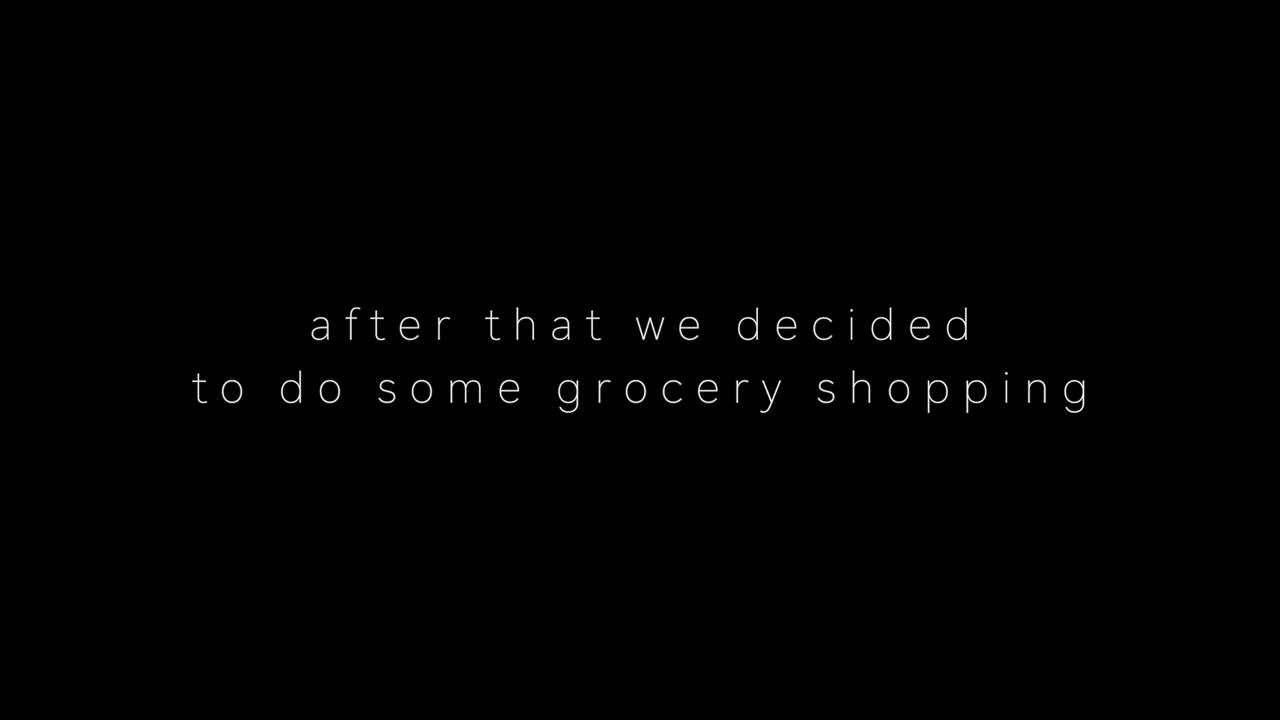 after that we decided
to do some grocery shopping